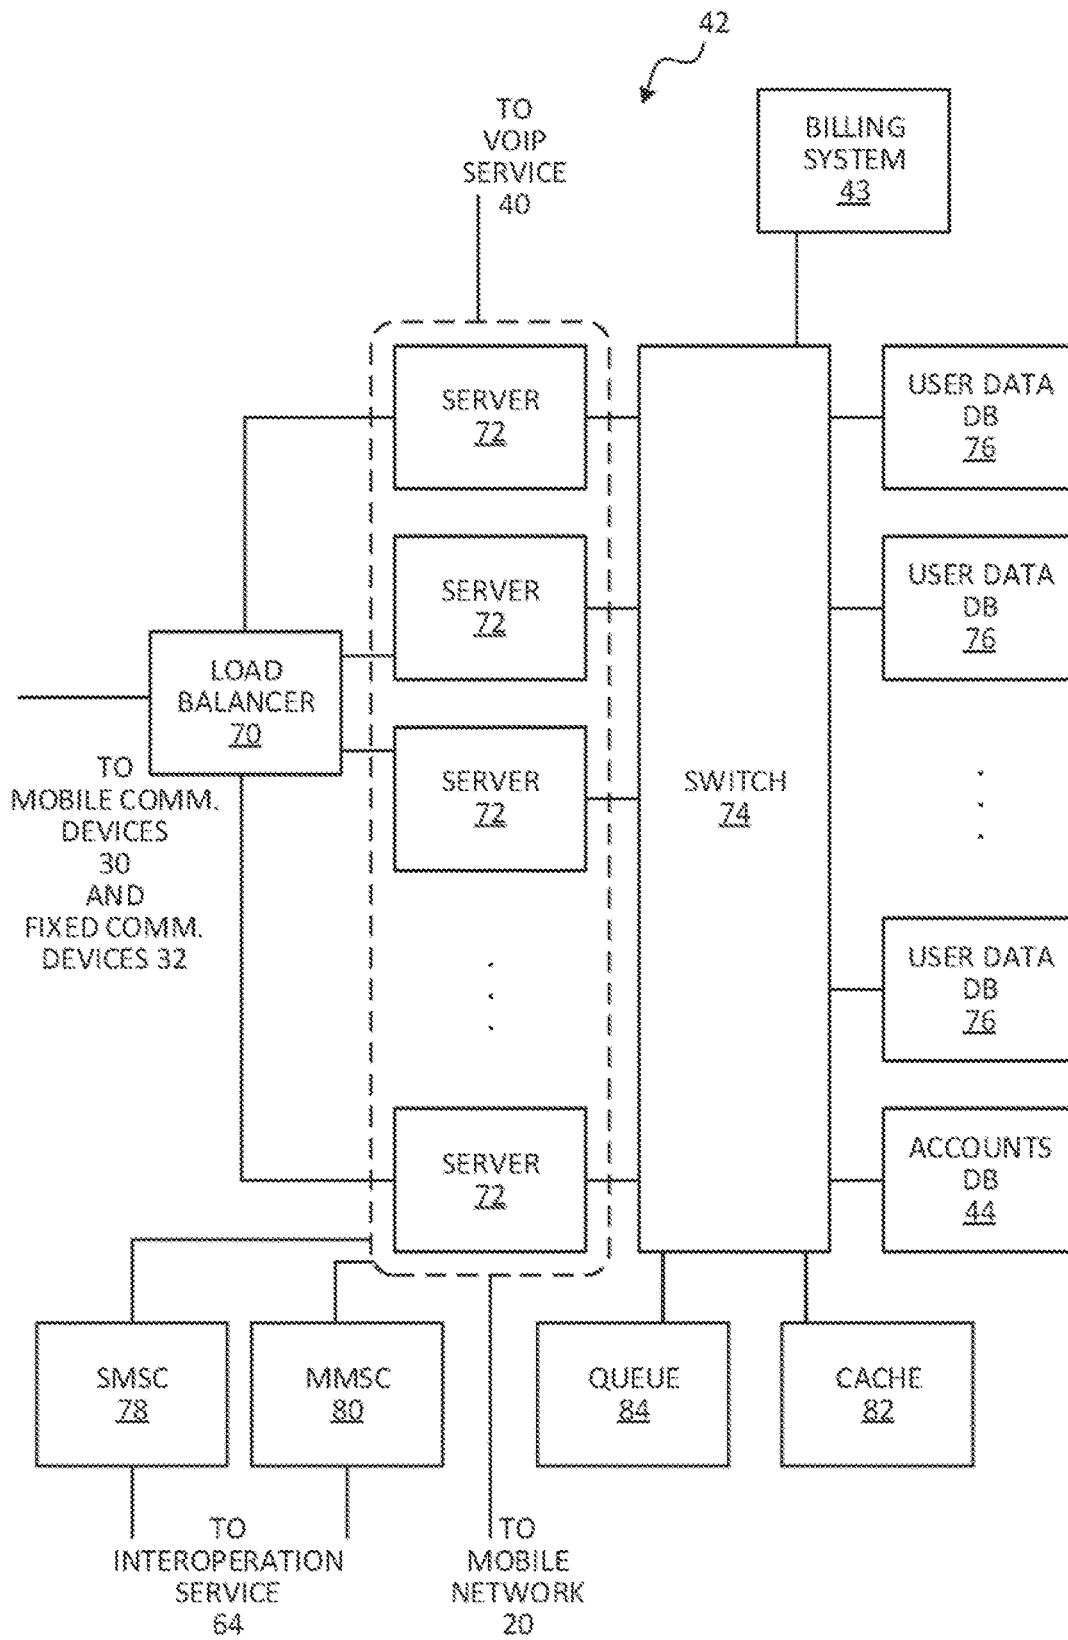 42
TO
VOIP
SERVICE
40
BILLING
SYSTEM
43
SERVER
72
USER DATA
DB
76
SERVER
72
USER DATA
DB
76
LOAD
BALANCER
70
SERVER
72
SWITCH
74
TO
MOBILE COMM.
DEVICES
30
AND
FIXED COMM.
DEVICES 32
USER DATA
DB
76
SERVER
72
ACCOUNTS
DB
44
SMSC
78
MMSC
80
QUEUE
84
CACHE
82
TO
INTEROPERATION
SERVICE
64
TO
MOBILE
NETWORK
20